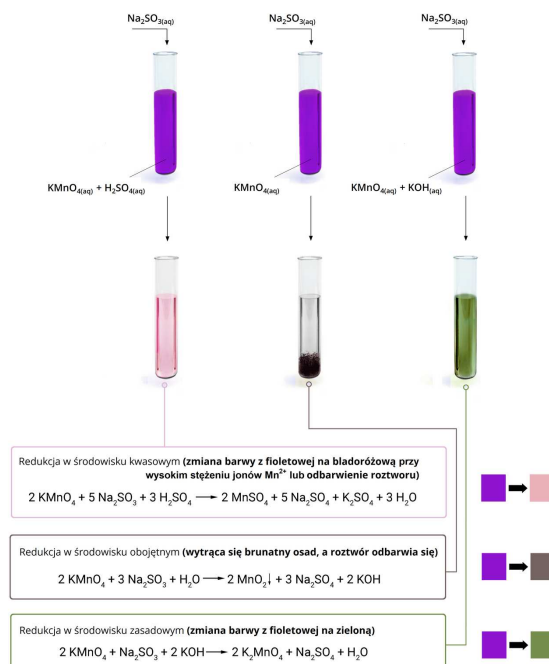 Na₂SO₃(aq) Na₂SO₃(aq) Na₂SO₃(aq)
KMnO₄(aq) + H₂SO₄(aq) KMnO₄(aq) KMnO₄(aq) + KOH(aq)
Redukcja w środowisku kwasowym (zmiana barwy z fioletowej na bladoróżową przy
wysokim stężeniu jonów Mn²⁺ lub odbarwienie roztworu)
2 KMnO₄ + 5 Na₂SO₃ + 3 H₂SO₄ ⟶ 2 MnSO₄ + 5 Na₂SO₄ + K₂SO₄ + 3 H₂O
Redukcja w środowisku obojętnym (wytrąca się brunatny osad, a roztwór odbarwia się)
2 KMnO₄ + 3 Na₂SO₃ + H₂O ⟶ 2 MnO₂↓ + 3 Na₂SO₄ + 2 KOH
Redukcja w środowisku zasadowym (zmiana barwy z fioletowej na zieloną)
2 KMnO₄ + Na₂SO₃ + 2 KOH ⟶ 2 K₂MnO₄ + Na₂SO₄ + H₂O